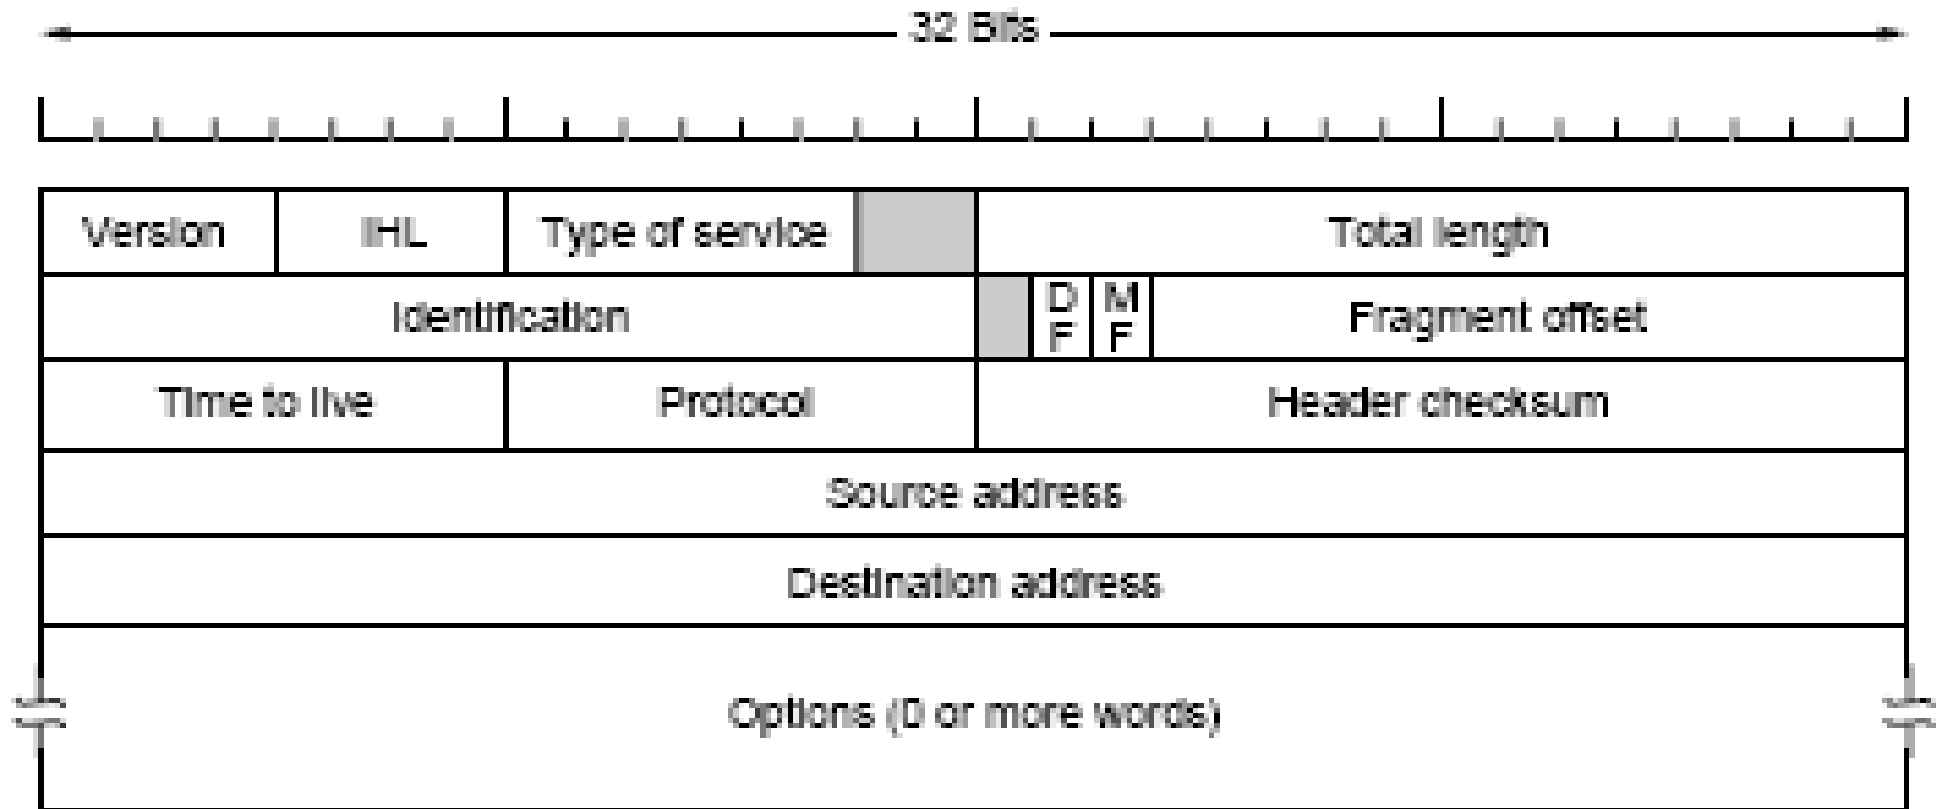 32 Bits
Version IHL Type of service Total length
Identification D F M F Fragment offset
Time to live Protocol Header checksum
Source address
Destination address
Options (0 or more words)